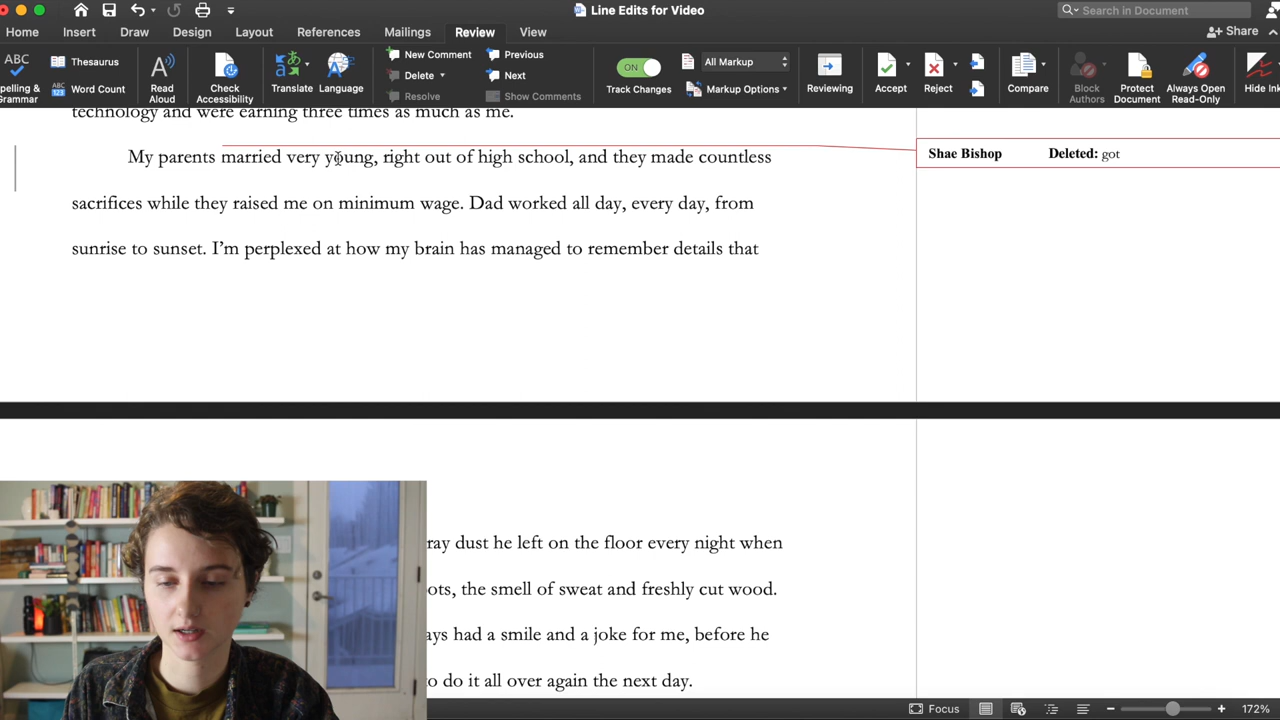 Line Edits for Video
Search in Document
Home Insert Draw Design Layout References Mailings Review View
Share
ABC
Spelling & Grammar
Thesaurus
ABC 123 Word Count
A
Read Aloud
Check Accessibility
Translate
Language
New Comment
Delete
Resolve
Previous
Next
Show Comments
ON
Track Changes
All Markup
Markup Options
Reviewing
Accept
Reject
Compare
Block Authors
Protect Document
Always Open Read-Only
Hide Ink
technology and were earning three times as much as me.
My parents married very young, right out of high school, and they made countless
sacrifices while they raised me on minimum wage. Dad worked all day, every day, from
sunrise to sunset. I’m perplexed at how my brain has managed to remember details that
Shae Bishop Deleted: got
ray dust he left on the floor every night when
ots, the smell of sweat and freshly cut wood.
ays had a smile and a joke for me, before he
o do it all over again the next day.
Focus
172%